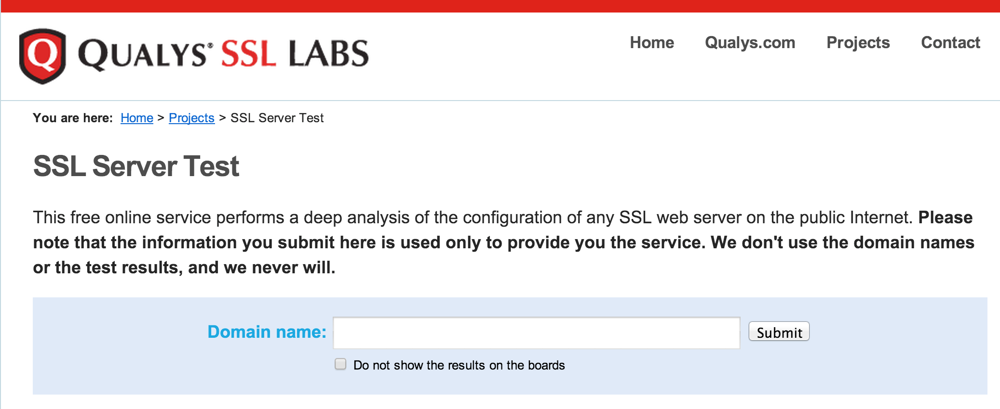 QUALYS® SSL LABS
Home Qualys.com Projects Contact
You are here: Home > Projects > SSL Server Test
SSL Server Test
This free online service performs a deep analysis of the configuration of any SSL web server on the public Internet. Please
note that the information you submit here is used only to provide you the service. We don't use the domain names
or the test results, and we never will.
Domain name: Submit
Do not show the results on the boards